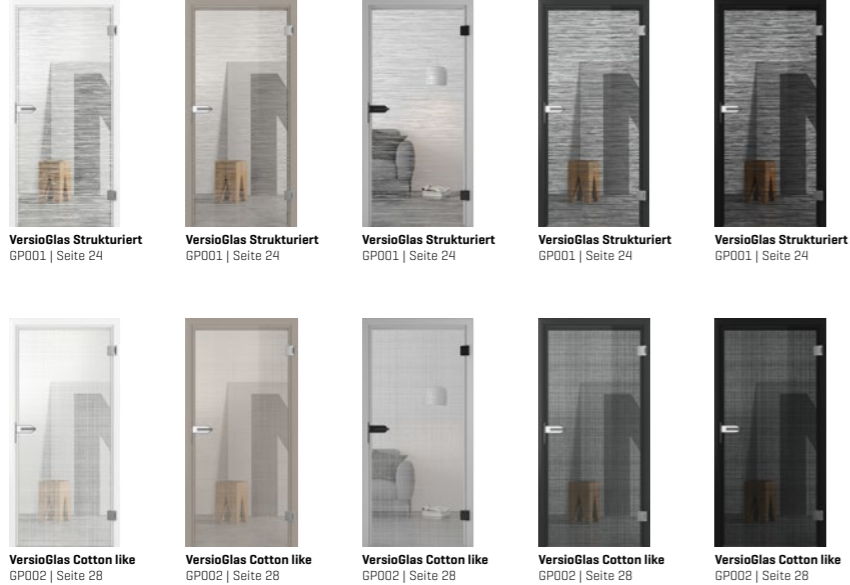 VersioGlas Strukturiert
GP001 | Seite 24
VersioGlas Strukturiert
GP001 | Seite 24
VersioGlas Strukturiert
GP001 | Seite 24
VersioGlas Strukturiert
GP001 | Seite 24
VersioGlas Strukturiert
GP001 | Seite 24
VersioGlas Cotton like
GP002 | Seite 28
VersioGlas Cotton like
GP002 | Seite 28
VersioGlas Cotton like
GP002 | Seite 28
VersioGlas Cotton like
GP002 | Seite 28
VersioGlas Cotton like
GP002 | Seite 28